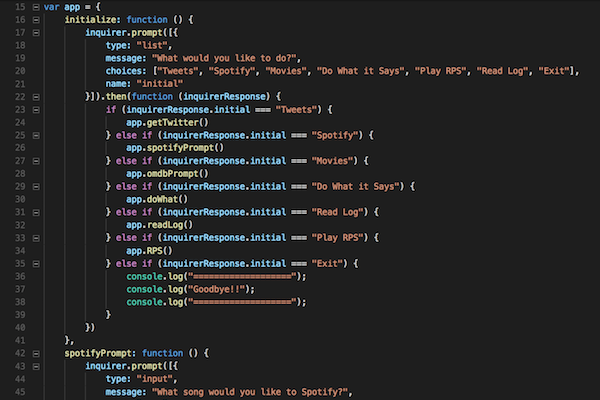 15 var app = {
16 initialize: function () {
17 inquirer.prompt([{
18 type: "list",
19 message: "What would you like to do?",
20 choices: ["Tweets", "Spotify", "Movies", "Do What it Says", "Play RPS", "Read Log", "Exit"],
21 name: "initial"
22 }]).then(function (inquirerResponse) {
23 if (inquirerResponse.initial === "Tweets") {
24 app.getTwitter()
25 } else if (inquirerResponse.initial === "Spotify") {
26 app.spotifyPrompt()
27 } else if (inquirerResponse.initial === "Movies") {
28 app.omdbPrompt()
29 } else if (inquirerResponse.initial === "Do What it Says") {
30 app.doWhat()
31 } else if (inquirerResponse.initial === "Read Log") {
32 app.readLog()
33 } else if (inquirerResponse.initial === "Play RPS") {
34 app.RPS()
35 } else if (inquirerResponse.initial === "Exit") {
36 console.log("===================");
37 console.log("Goodbye!!");
38 console.log("===================");
39 }
40 })
41 },
42 spotifyPrompt: function () {
43 inquirer.prompt([{
44 type: "input",
45 message: "What song would you like to Spotify?",